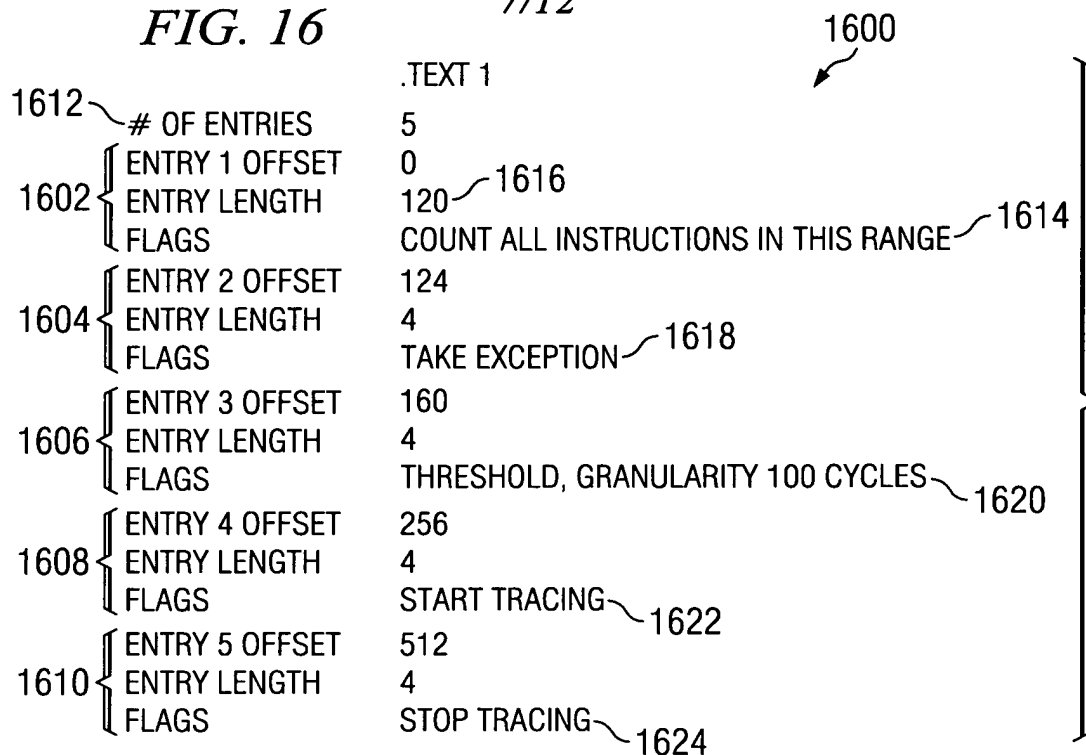 FIG. 16
1600
.TEXT 1
1612
# OF ENTRIES 5
ENTRY 1 OFFSET 0
1602 ENTRY LENGTH 120 1616
FLAGS COUNT ALL INSTRUCTIONS IN THIS RANGE 1614
ENTRY 2 OFFSET 124
1604 ENTRY LENGTH 4
FLAGS TAKE EXCEPTION 1618
ENTRY 3 OFFSET 160
1606 ENTRY LENGTH 4
FLAGS THRESHOLD, GRANULARITY 100 CYCLES 1620
ENTRY 4 OFFSET 256
1608 ENTRY LENGTH 4
FLAGS START TRACING 1622
ENTRY 5 OFFSET 512
1610 ENTRY LENGTH 4
FLAGS STOP TRACING 1624